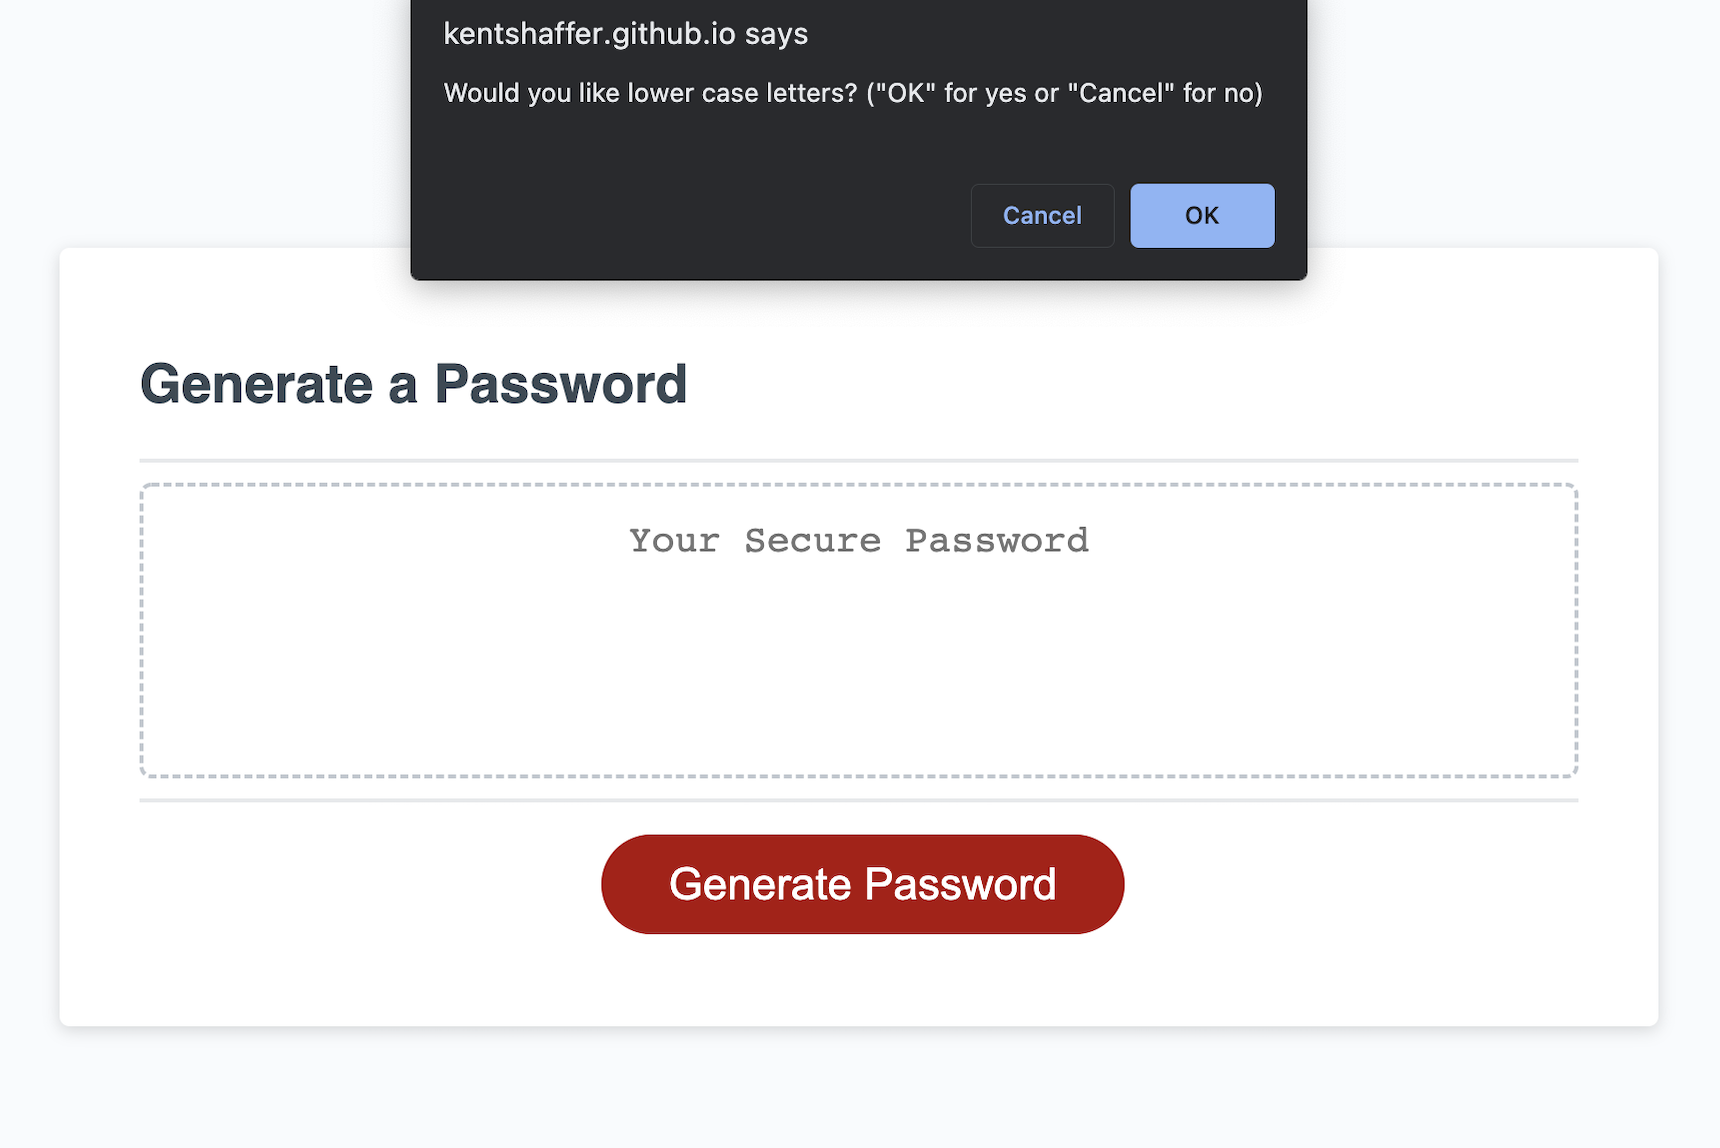 kentshaffer.github.io says
Would you like lower case letters? ("OK" for yes or "Cancel" for no)
Cancel
OK
Generate a Password
Your Secure Password
Generate Password